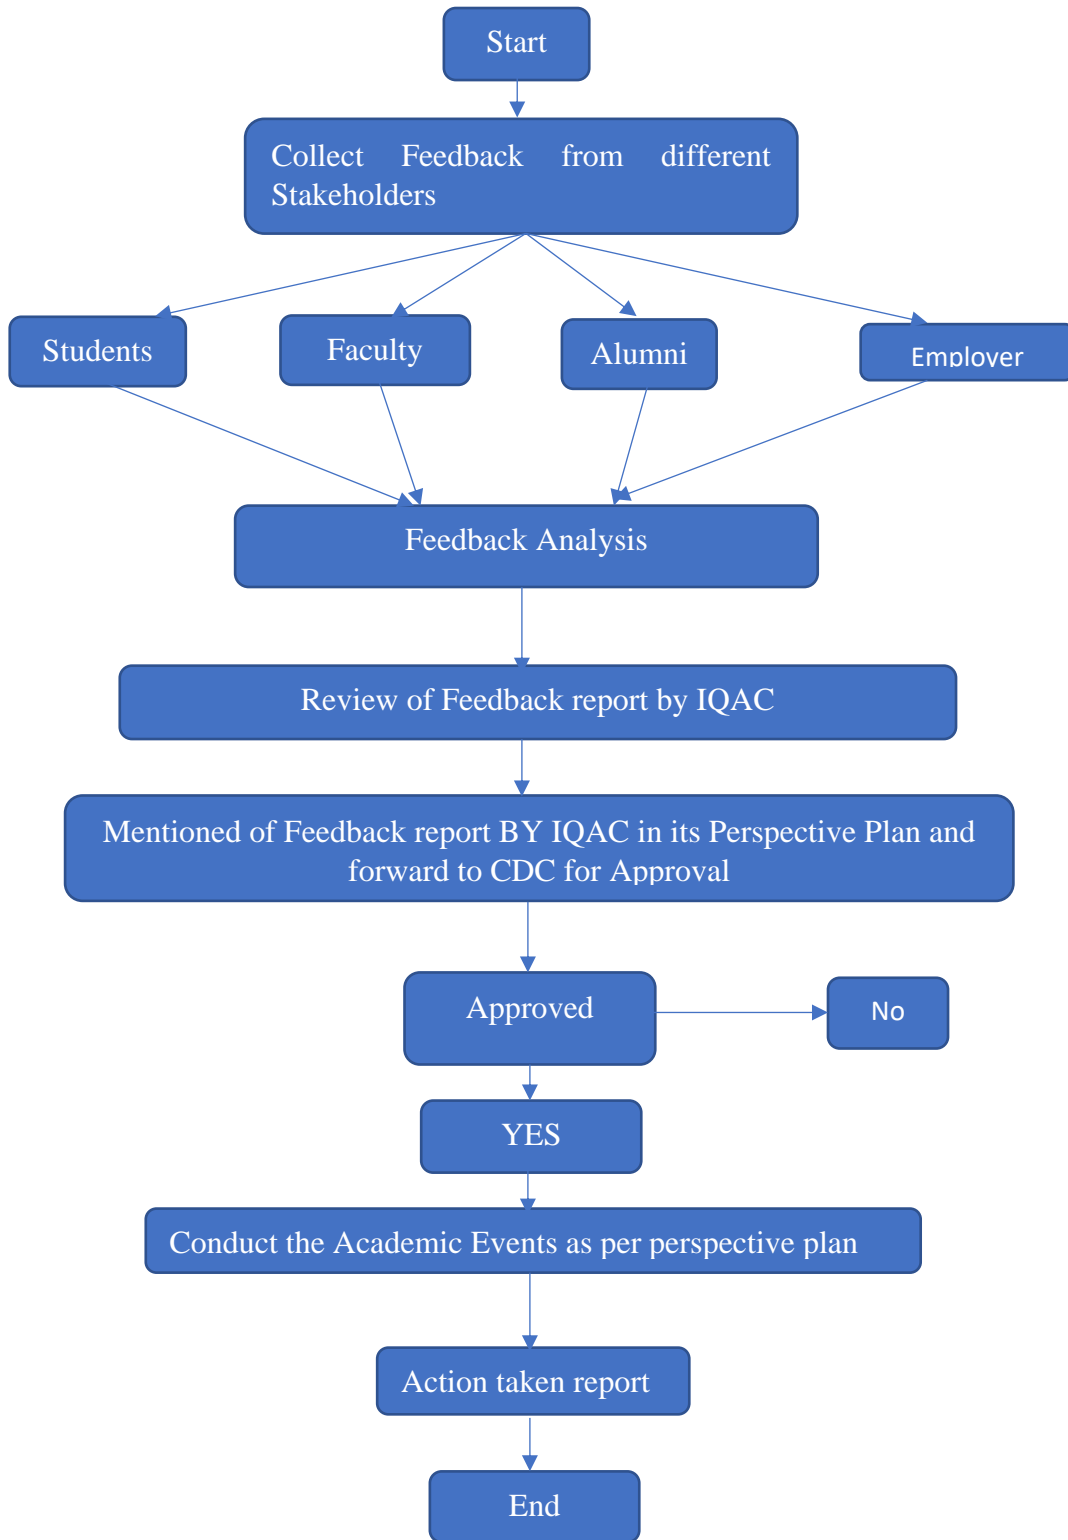 Start
Collect Feedback from different
Stakeholders
Students
Faculty
Alumni
Employer
Feedback Analysis
Review of Feedback report by IQAC
Mentioned of Feedback report BY IQAC in its Perspective Plan and
forward to CDC for Approval
Approved
No
YES
Conduct the Academic Events as per perspective plan
Action taken report
End